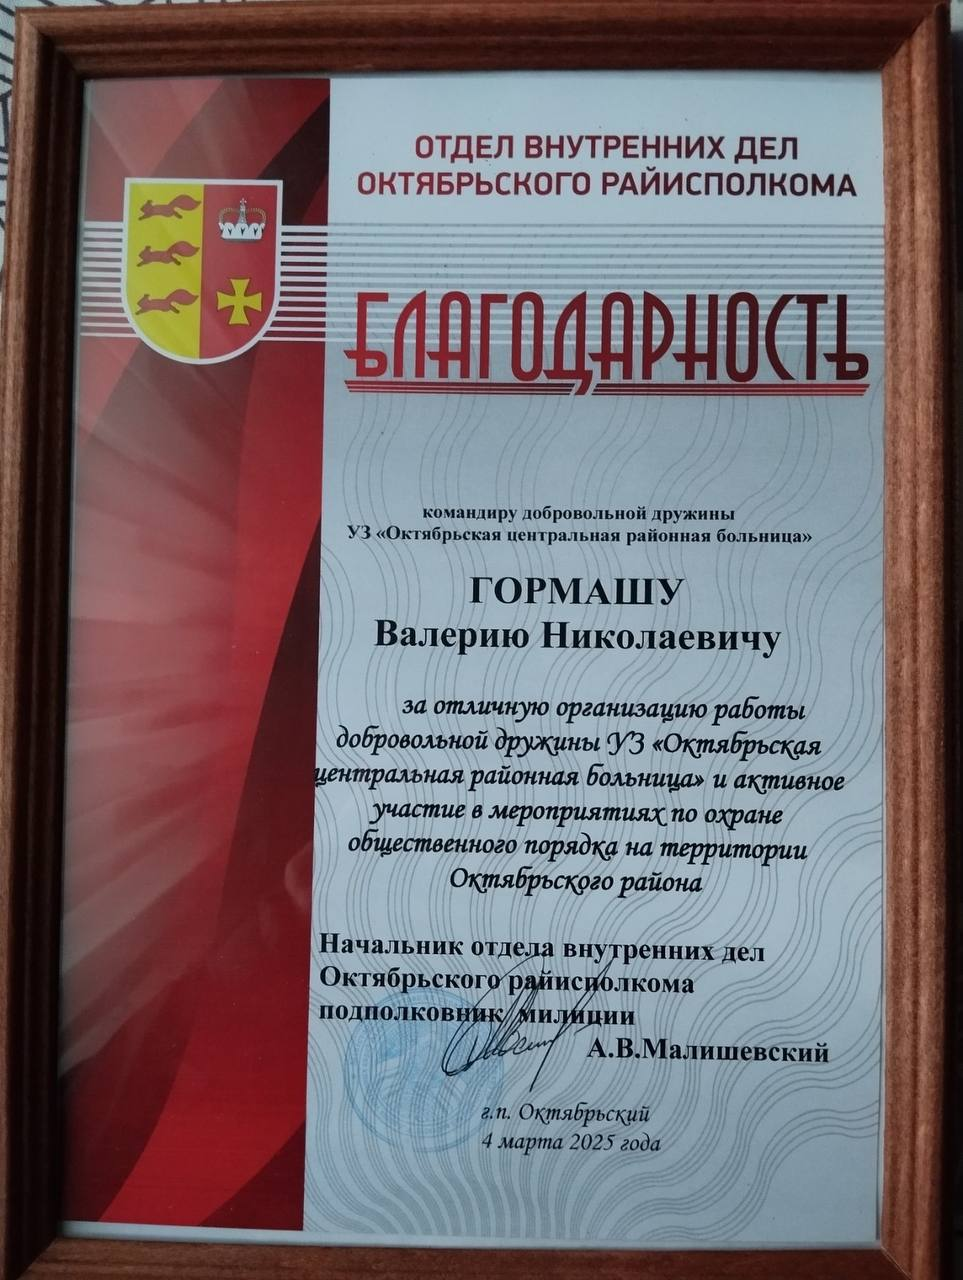 ОТДЕЛ ВНУТРЕННИХ ДЕЛ
ОКТЯБРЬСКОГО РАЙИСПОЛКОМА
БЛАГОДАРНОСТЬ
командиру добровольной дружины
УЗ «Октябрьская центральная районная больница»
ГОРМАШУ
Валерию Николаевичу
за отличную организацию работы
добровольной дружины УЗ «Октябрьская
центральная районная больница» и активное
участие в мероприятиях по охране
общественного порядка на территории
Октябрьского района
Начальник отдела внутренних дел
Октябрьского райисполкома
подполковник милиции
А.В.Малишевский
г.п. Октябрьский
4 марта 2025 года